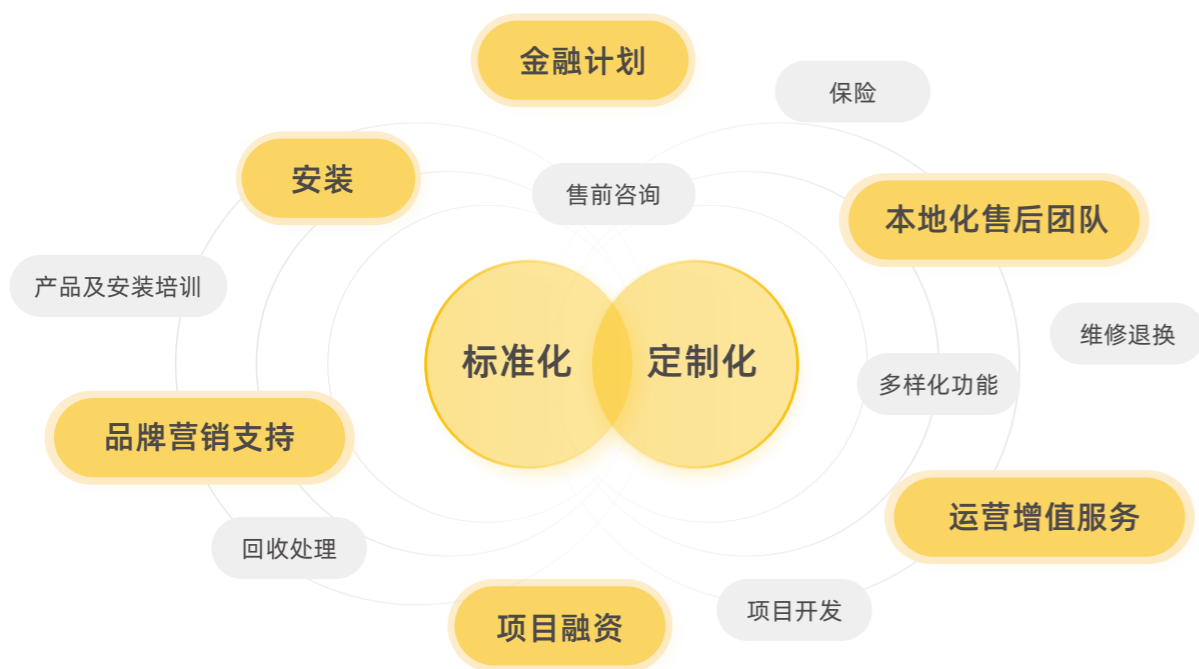 金融计划
保险
安装
售前咨询
本地化售后团队
产品及安装培训
维修退换
标准化
定制化
多样化功能
品牌营销支持
运营增值服务
回收处理
项目开发
项目融资